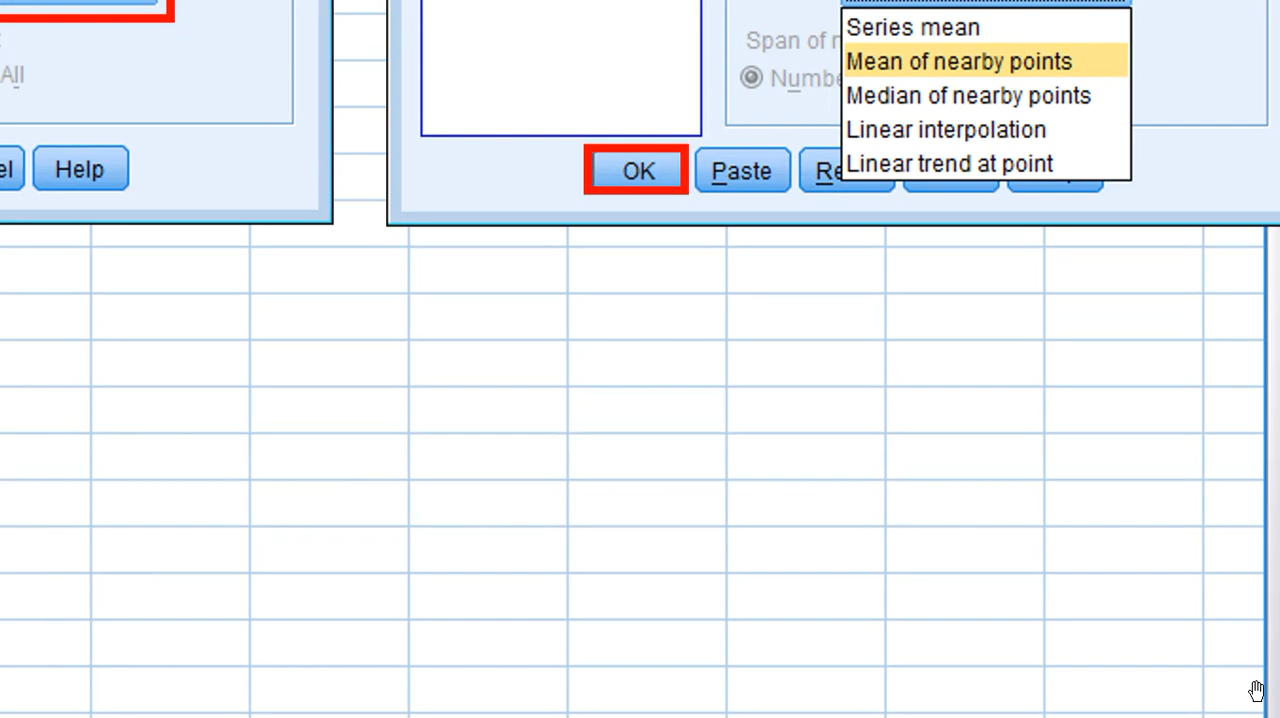 All
Help
Span of n
Numbe
Series mean
Mean of nearby points
Median of nearby points
Linear interpolation
Linear trend at point
OK
Paste